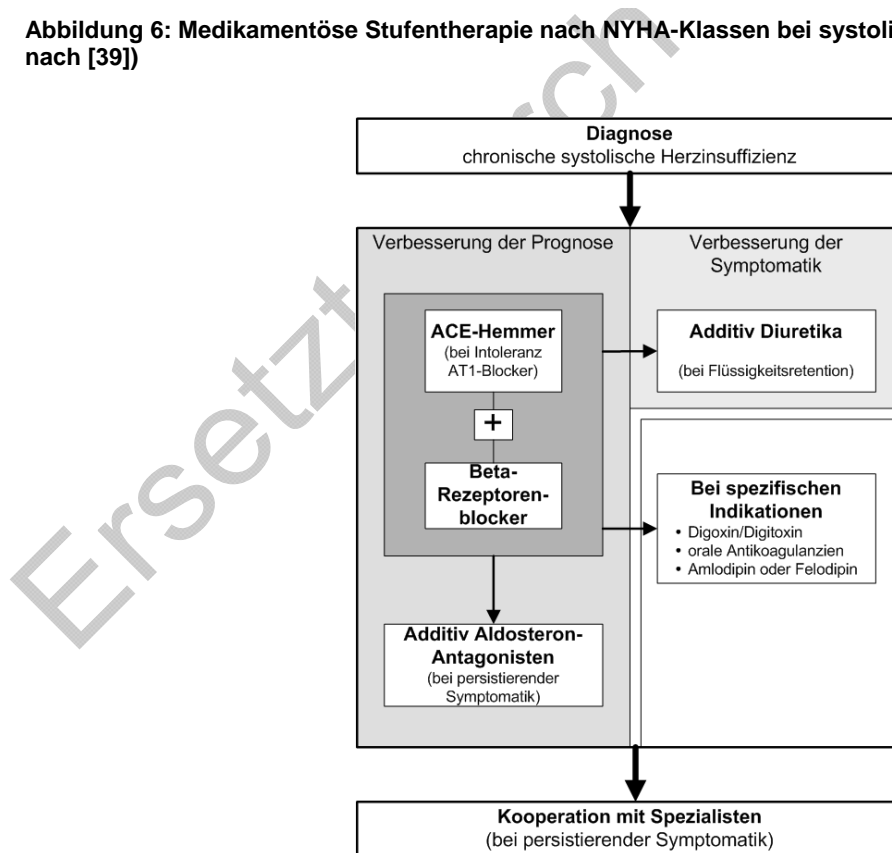 Abbildung 6: Medikamentöse Stufentherapie nach NYHA-Klassen bei systoli
nach [39])
Diagnose
chronische systolische Herzinsuffizienz
Verbesserung der Prognose
ACE-Hemmer
(bei Intoleranz
AT1-Blocker)
+
Beta-
Rezeptoren-
blocker
Additiv Aldosteron-
Antagonisten
(bei persistierender
Symptomatik)
Verbesserung der
Symptomatik
Additiv Diuretika
(bei Flüssigkeitsretention)
Bei spezifischen
Indikationen
• Digoxin/Digitoxin
• orale Antikoagulanzien
• Amlodipin oder Felodipin
Kooperation mit Spezialisten
(bei persistierender Symptomatik)
Ersetzt